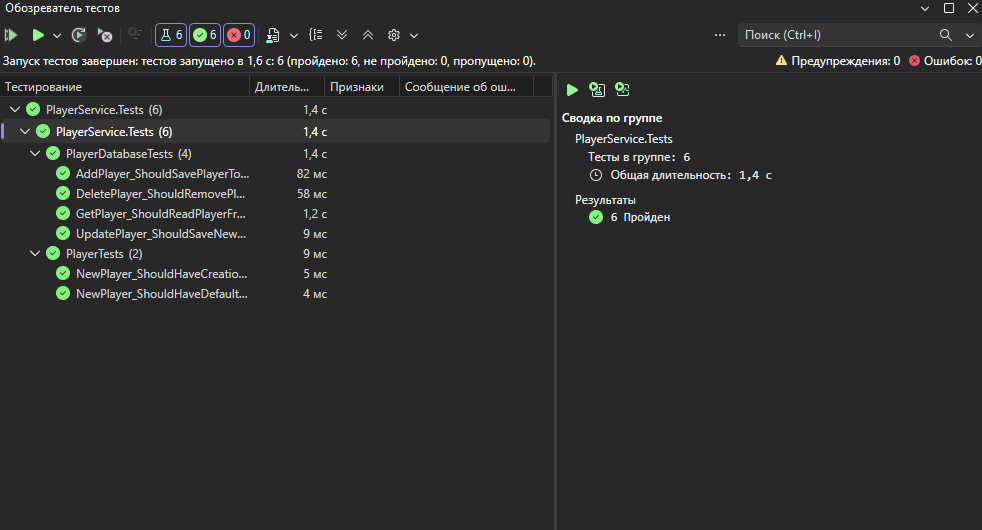 Обозреватель тестов
6 6 0
Поиск (Ctrl+I)
Запуск тестов завершен: тестов запущено в 1,6 с: 6 (пройдено: 6, не пройдено: 0, пропущено: 0).
Предупреждения: 0 Ошибок: 0
Тестирование Длитель... Признаки Сообщение об ош...
PlayerService.Tests (6) 1,4 с
PlayerService.Tests (6) 1,4 с
PlayerDatabaseTests (4) 1,4 с
AddPlayer_ShouldSavePlayerTo... 82 мс
DeletePlayer_ShouldRemovePl... 58 мс
GetPlayer_ShouldReadPlayerFr... 1,2 с
UpdatePlayer_ShouldSaveNew... 9 мс
PlayerTests (2) 9 мс
NewPlayer_ShouldHaveCreatio... 5 мс
NewPlayer_ShouldHaveDefault... 4 мс
Сводка по группе
PlayerService.Tests
Тесты в группе: 6
Общая длительность: 1,4 с
Результаты
6 Пройден